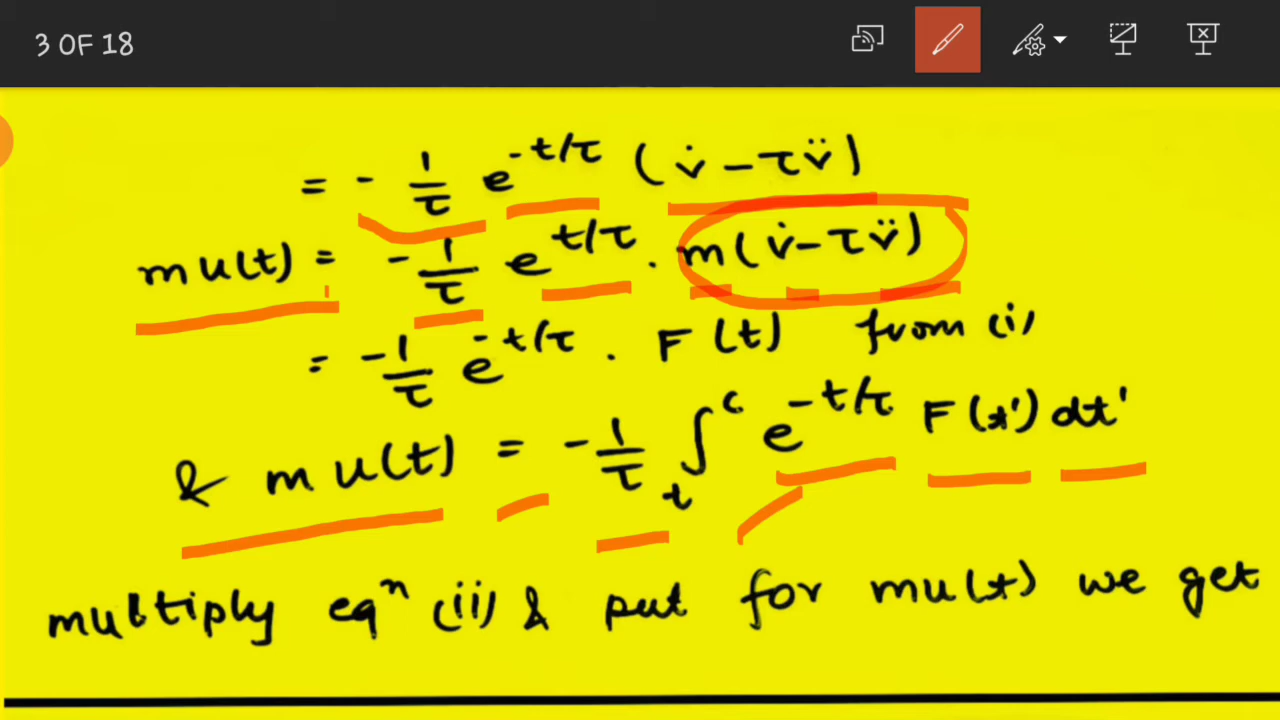 3 OF 18
= - 1/τ e^{-t/τ} (v̇ - τv̈)
mu(t) = - 1/τ e^{t/τ} . m(v̇ - τv̈)
= - 1/τ e^{-t/τ} . F(t) from (i)
& mu(t) = - 1/τ ∫_t^c e^{-t/τ} F(t') dt'
multiply eqⁿ (ii) & put for mu(t) we get